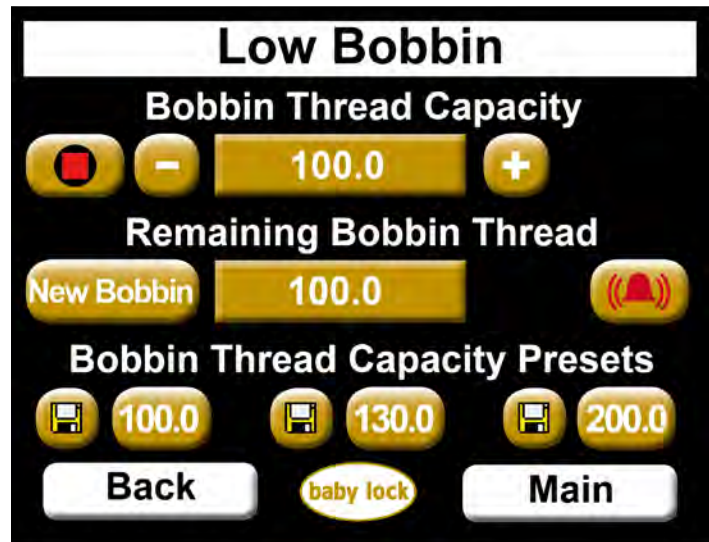 Low Bobbin
Bobbin Thread Capacity
- 100.0 +
Remaining Bobbin Thread
New Bobbin 100.0
Bobbin Thread Capacity Presets
100.0 130.0 200.0
Back baby lock Main